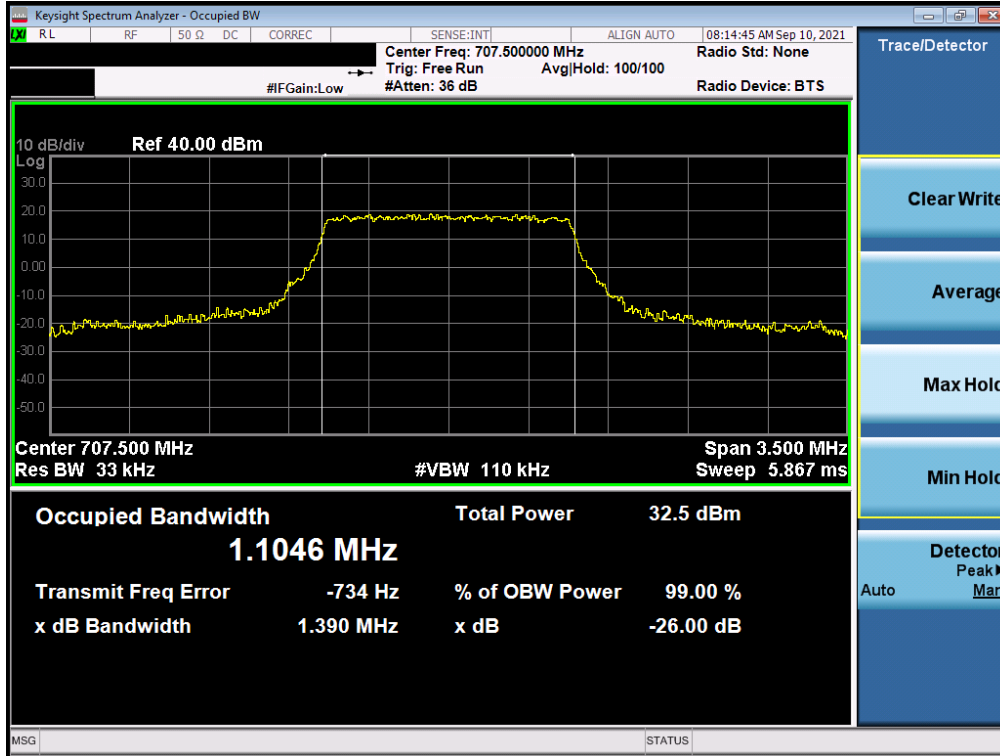 Keysight Spectrum Analyzer - Occupied BW
LXI RL RF 50 Ω DC CORREC SENSE:INT ALIGN AUTO 08:14:45 AM Sep 10, 2021
Center Freq: 707.500000 MHz Radio Std: None
Trig: Free Run Avg|Hold: 100/100
#IFGain:Low #Atten: 36 dB Radio Device: BTS
Trace/Detector
10 dB/div Ref 40.00 dBm
Log
30.0
20.0
10.0
0.00
-10.0
-20.0
-30.0
-40.0
-50.0
Center 707.500 MHz Span 3.500 MHz
Res BW 33 kHz #VBW 110 kHz Sweep 5.867 ms
Occupied Bandwidth Total Power 32.5 dBm
1.1046 MHz
Transmit Freq Error -734 Hz % of OBW Power 99.00 %
x dB Bandwidth 1.390 MHz x dB -26.00 dB
Clear Write
Average
Max Hold
Min Hold
Detector
Peak
Auto Man
MSG STATUS